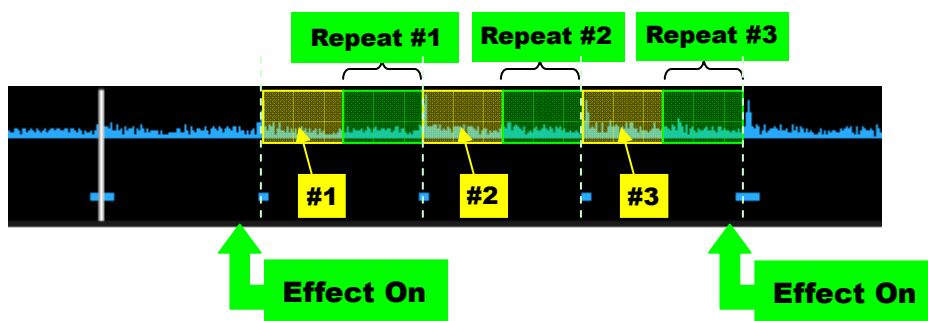 Repeat #1
Repeat #2
Repeat #3
#1
#2
#3
Effect On
Effect On